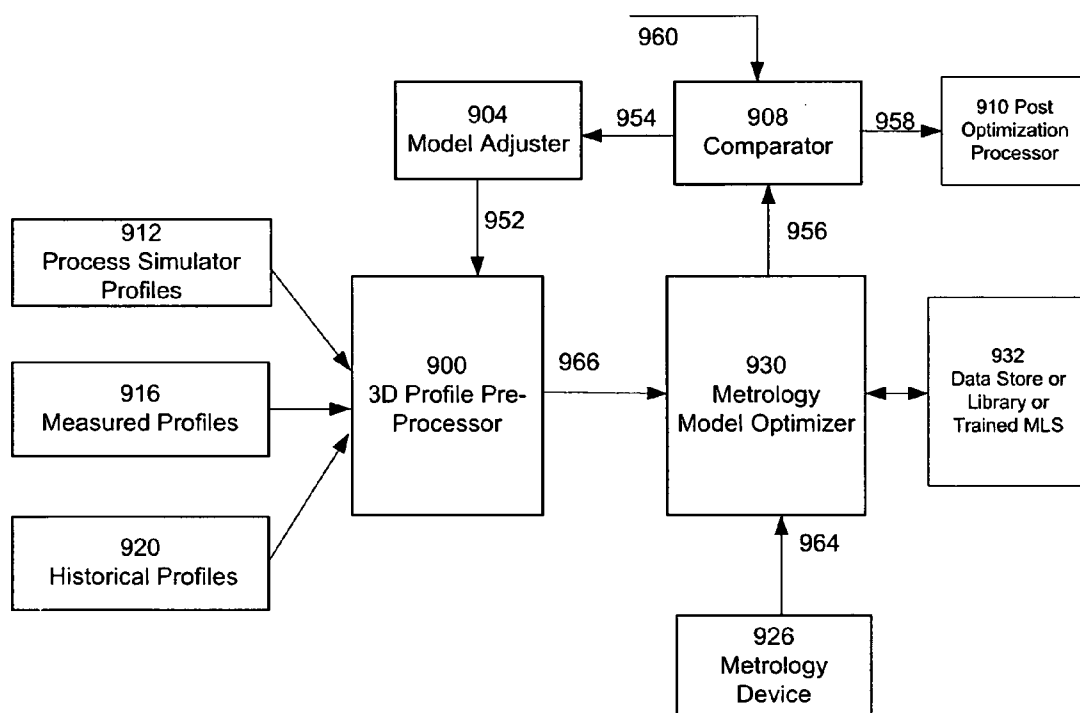 960
904
Model Adjuster
954
908
Comparator
958
910 Post
Optimization
Processor
952
956
912
Process Simulator
Profiles
916
Measured Profiles
920
Historical Profiles
900
3D Profile Pre-
Processor
966
930
Metrology
Model Optimizer
932
Data Store or
Library or
Trained MLS
964
926
Metrology
Device